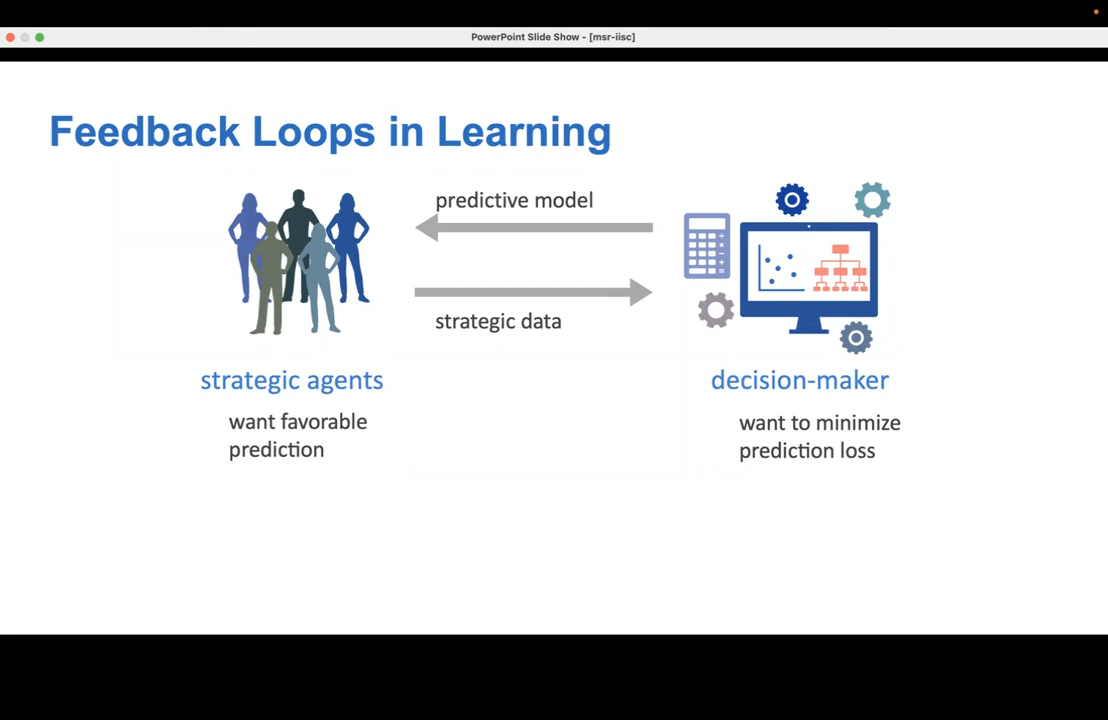 PowerPoint Slide Show - [msr-iisc]
Feedback Loops in Learning
predictive model
strategic data
strategic agents
want favorable
prediction
decision-maker
want to minimize
prediction loss